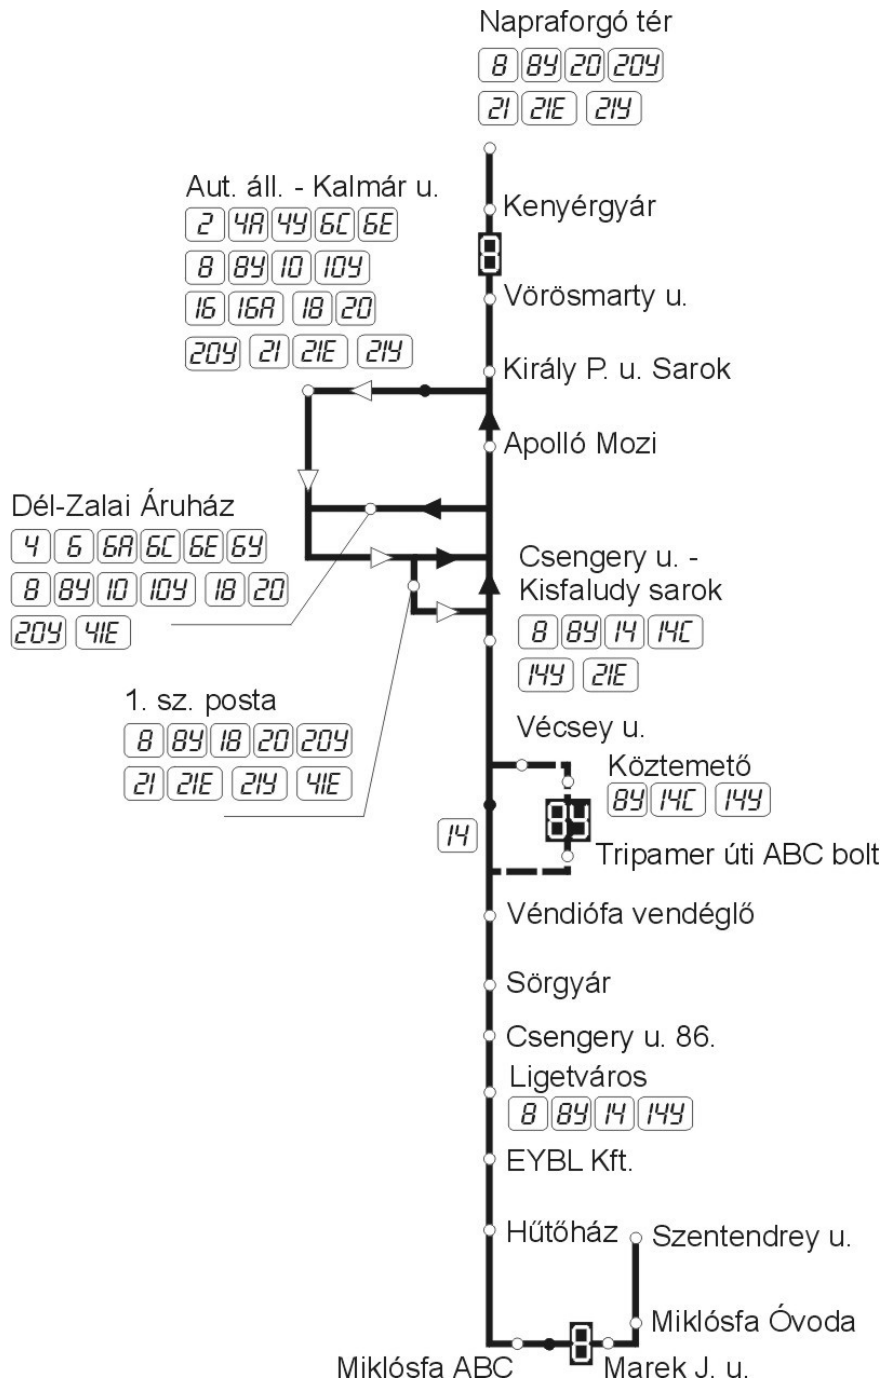 Napraforgó tér
8 8Y 20 20Y
21 21E 21Y
Kenyérgyár
8
Vörösmarty u.
Király P. u. Sarok
Apolló Mozi
Aut. áll. - Kalmár u.
2 4A 4Y 6C 6E
8 8Y 10 10Y
16 16A 18 20
20Y 21 21E 21Y
Dél-Zalai Áruház
4 6 6A 6C 6E 6Y
8 8Y 10 10Y 18 20
20Y 41E
Csengery u. -
Kisfaludy sarok
8 8Y 14 14C
14Y 21E
1. sz. posta
8 8Y 18 20 20Y
21 21E 21Y 41E
Vécsey u.
Köztemető
8Y 14C 14Y
8Y
14
Tripamer úti ABC bolt
Véndiófa vendéglő
Sörgyár
Csengery u. 86.
Ligetváros
8 8Y 14 14Y
EYBL Kft.
Hűtőház
Szentendrey u.
Miklósfa Óvoda
8
Miklósfa ABC
Marek J. u.